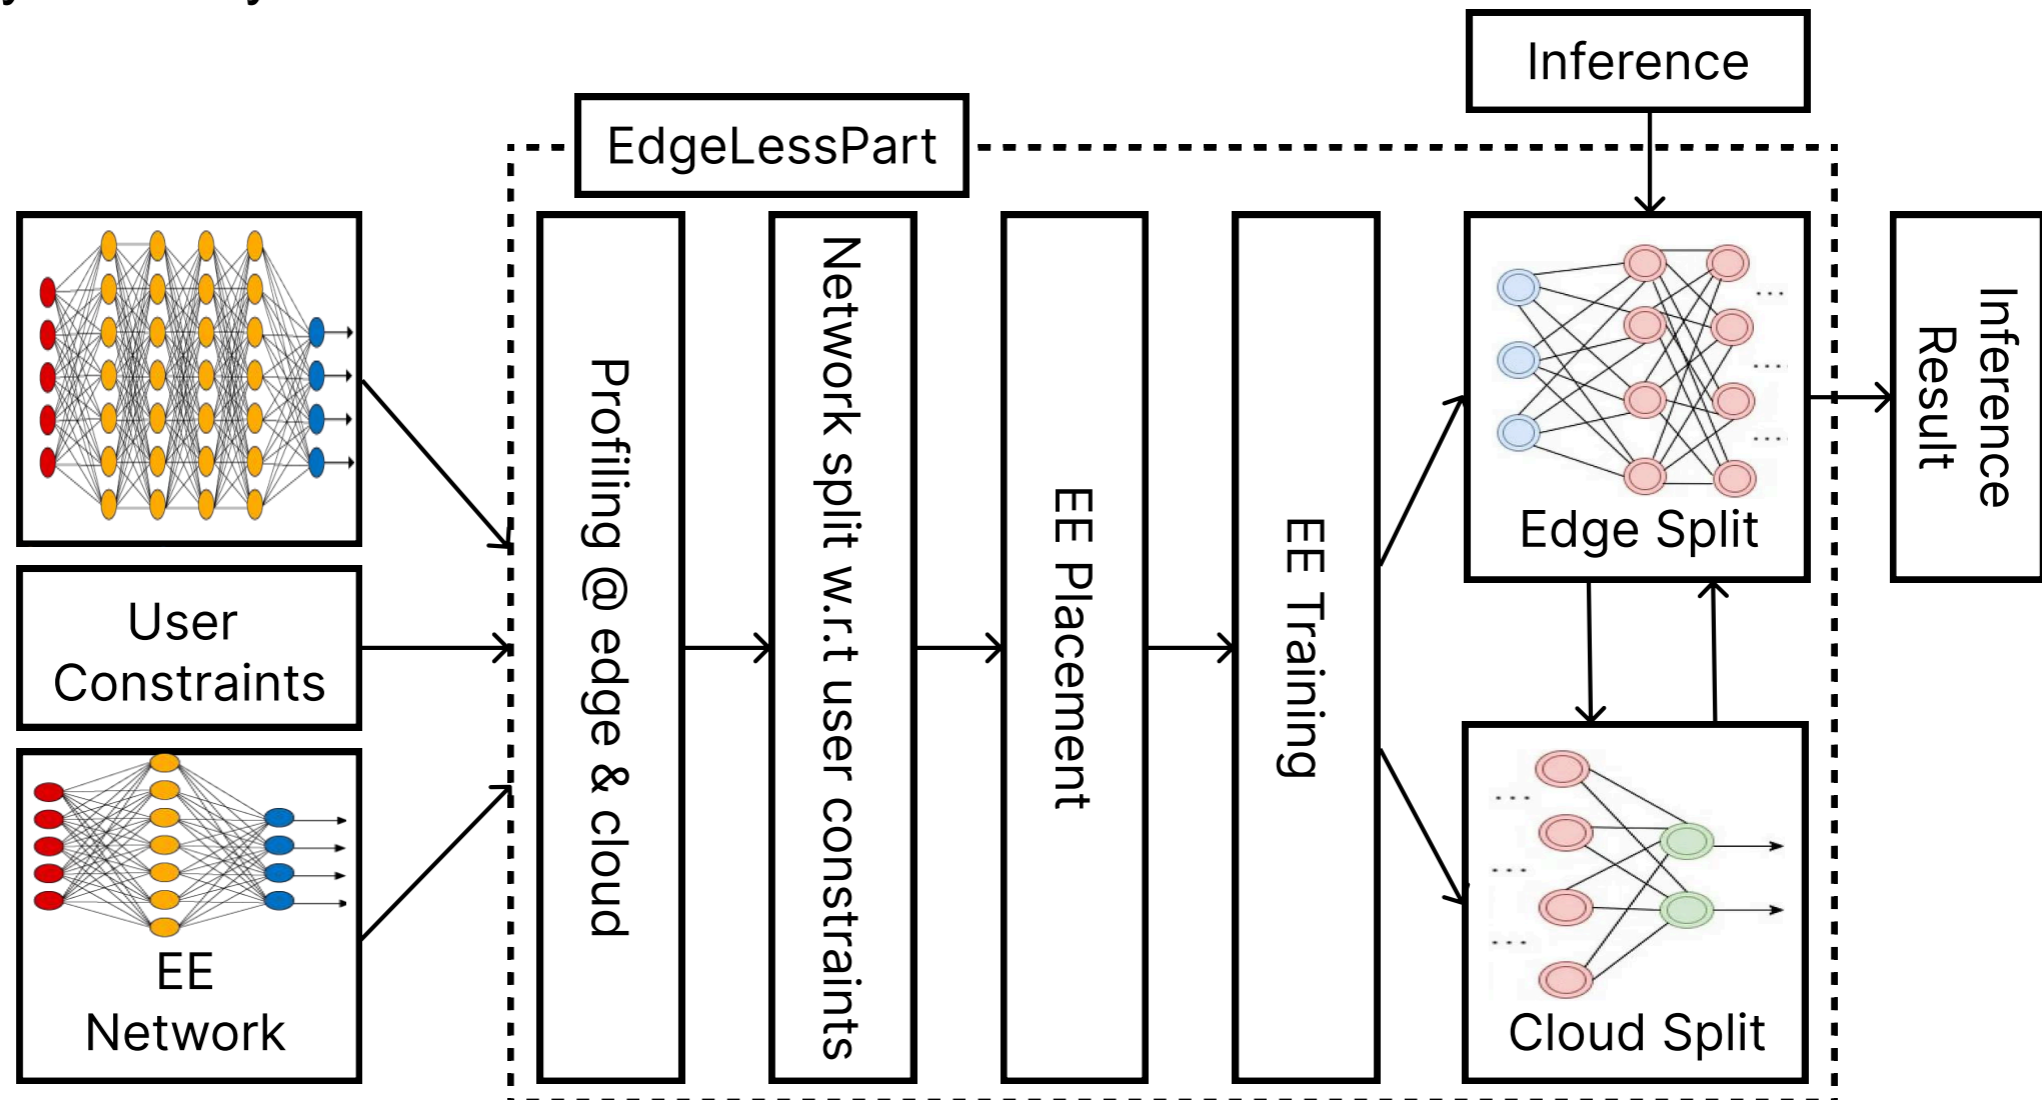 Inference
EdgeLessPart
User
Constraints
EE
Network
Profiling @ edge & cloud
Network split w.r.t user constraints
EE Placement
EE Training
Edge Split
Cloud Split
Inference
Result